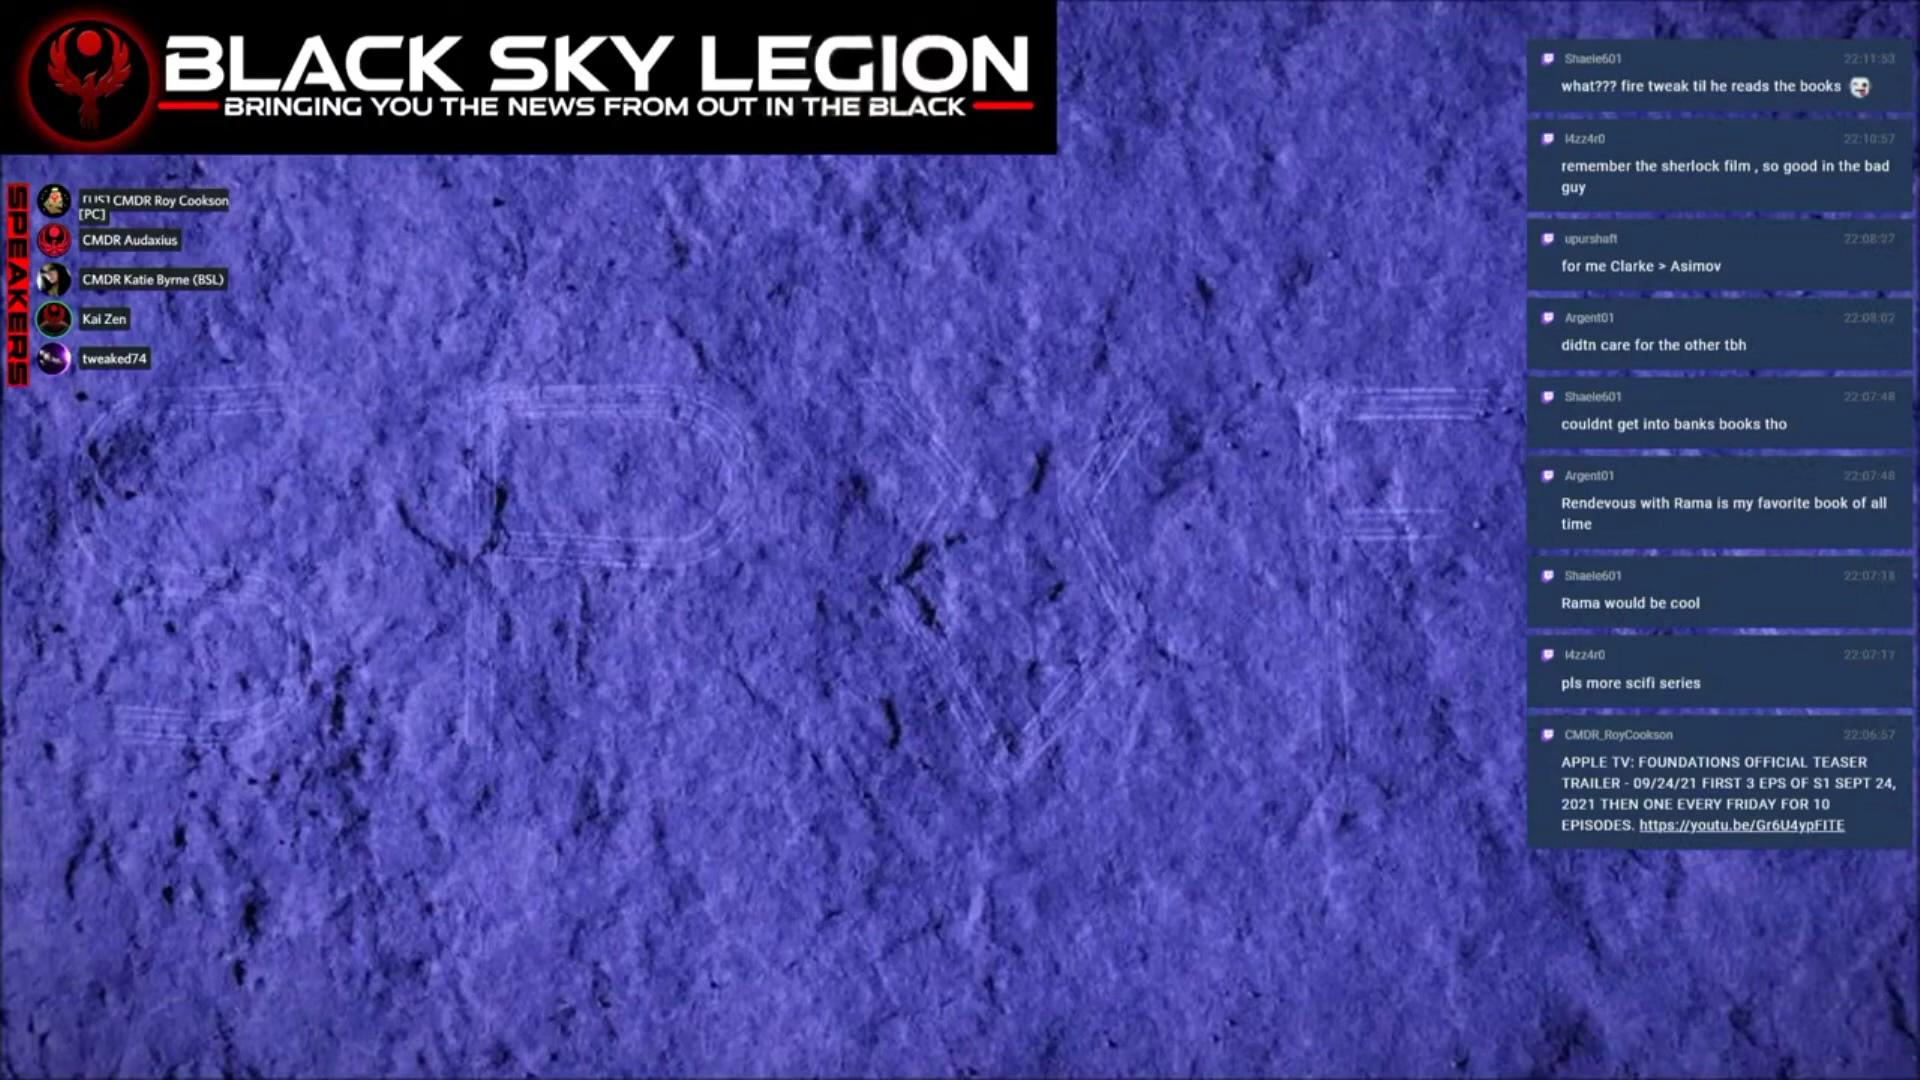 BLACK SKY LEGION
BRINGING YOU THE NEWS FROM OUT IN THE BLACK
SPEAKERS
[US] CMDR Roy Cookson
[PC]
CMDR Audaxius
CMDR Katie Byrne (BSL)
Kai Zen
tweaked74
Shaele601 22:11:53
what??? fire tweak til he reads the books
l4zz4r0 22:10:57
remember the sherlock film , so good in the bad
guy
upurshaft 22:08:27
for me Clarke > Asimov
Argent01 22:08:02
didtn care for the other tbh
Shaele601 22:07:48
couldnt get into banks books tho
Argent01 22:07:48
Rendevous with Rama is my favorite book of all
time
Shaele601 22:07:18
Rama would be cool
l4zz4r0 22:07:17
pls more scifi series
CMDR_RoyCookson 22:06:57
APPLE TV: FOUNDATIONS OFFICIAL TEASER
TRAILER - 09/24/21 FIRST 3 EPS OF S1 SEPT 24,
2021 THEN ONE EVERY FRIDAY FOR 10
EPISODES. https://youtu.be/Gr6U4ypFITE